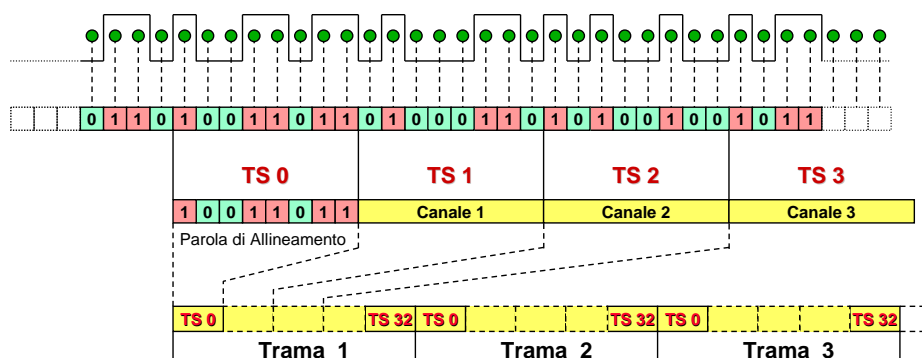 0 1 1 0 1 0 0 1 1 0 1 1 0 1 0 0 0 1 1 0 1 0 1 0 0 1 0 0 1 0 1 1
TS 0 TS 1 TS 2 TS 3
1 0 0 1 1 0 1 1 Canale 1 Canale 2 Canale 3
Parola di Allineamento
TS 0 TS 32 TS 0 TS 32 TS 0 TS 32
Trama 1 Trama 2 Trama 3